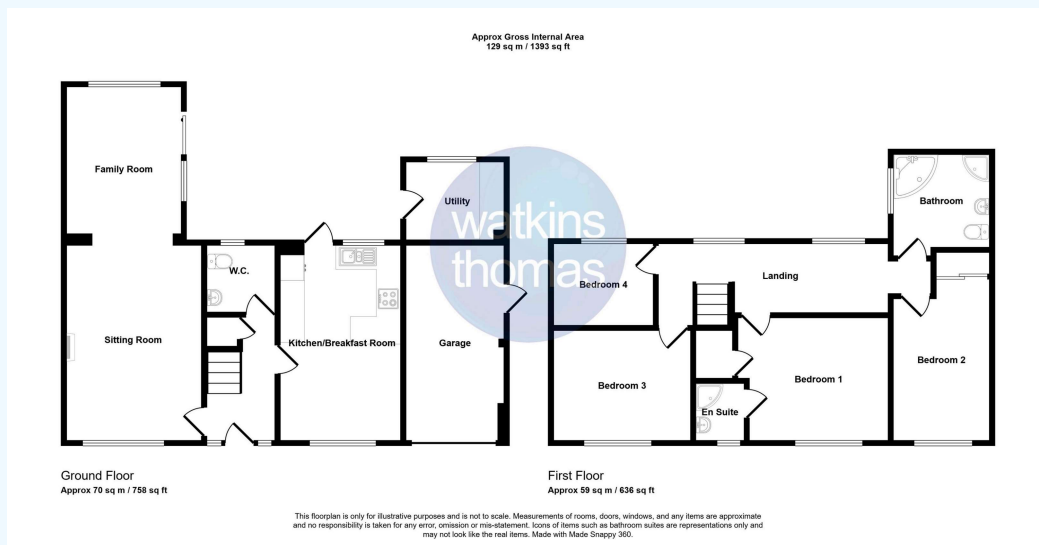 Approx Gross Internal Area
129 sq m / 1393 sq ft
Family Room
Utility
Bathroom
watkins
thomas
W.C.
Landing
Bedroom 4
Sitting Room
Kitchen/Breakfast Room
Garage
Bedroom 3
Bedroom 1
Bedroom 2
En Suite
Ground Floor
Approx 70 sq m / 758 sq ft
First Floor
Approx 59 sq m / 636 sq ft
This floorplan is only for illustrative purposes and is not to scale. Measurements of rooms, doors, windows, and any items are approximate
and no responsibility is taken for any error, omission or mis-statement. Icons of items such as bathroom suites are representations only and
may not look like the real items. Made with Made Snappy 360.